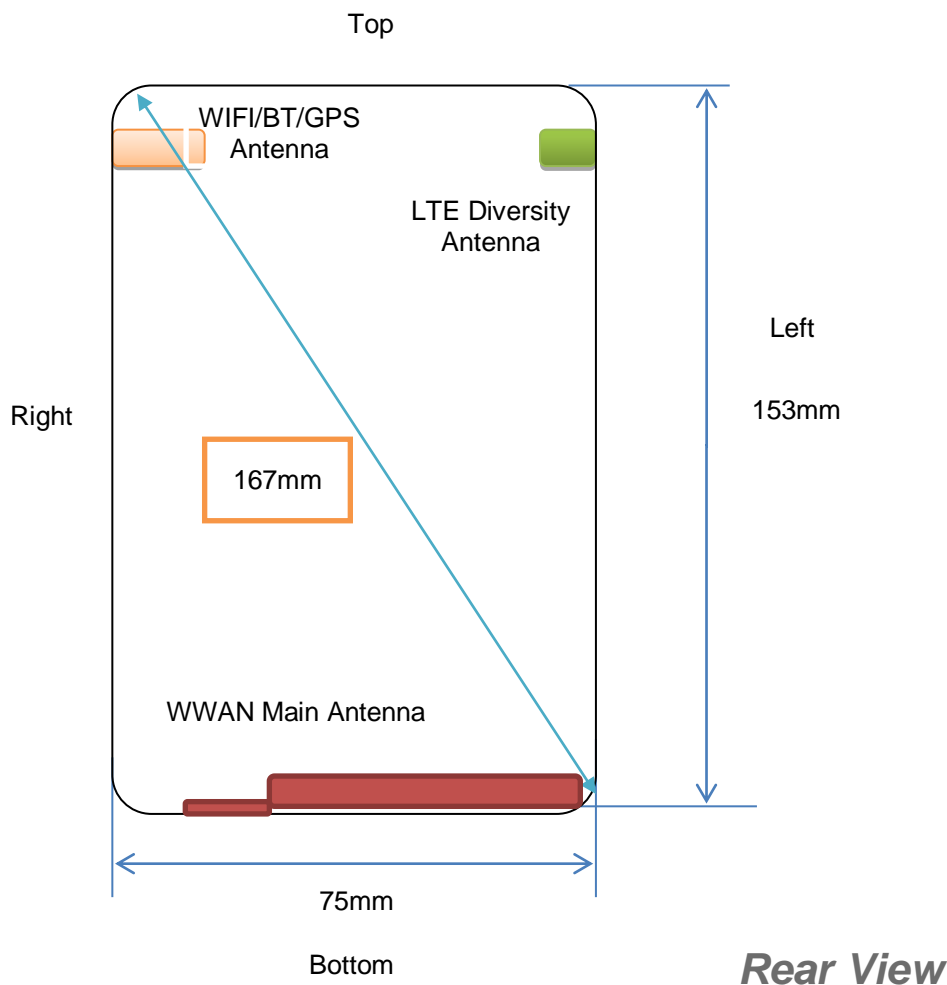 Top
WIFI/BT/GPS
Antenna
LTE Diversity
Antenna
Left
153mm
Right
167mm
WWAN Main Antenna
75mm
Bottom
Rear View